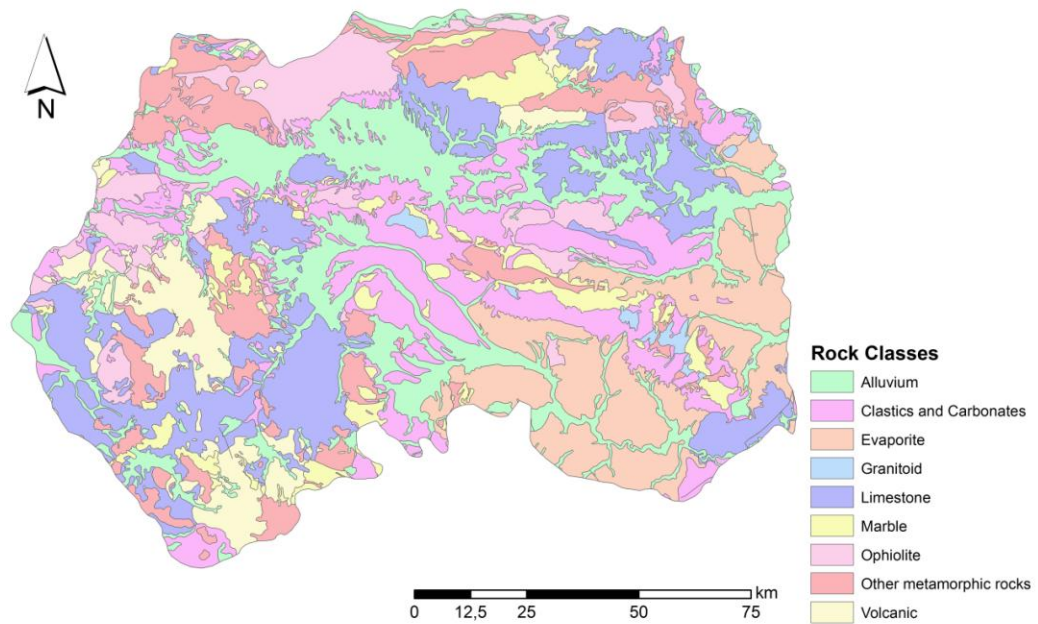 N
Rock Classes
Alluvium
Clastics and Carbonates
Evaporite
Granitoid
Limestone
Marble
Ophiolite
Other metamorphic rocks
Volcanic
km
0 12,5 25 50 75